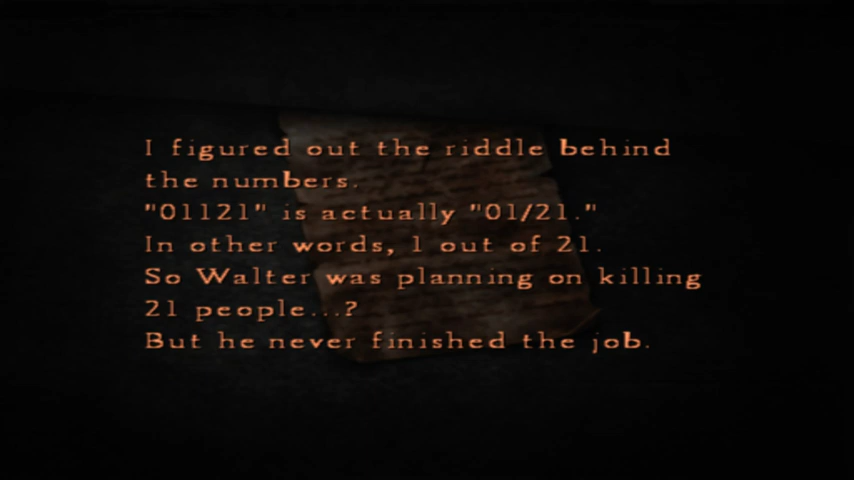 I figured out the riddle behind
the numbers.
"01121" is actually "01/21."
In other words, 1 out of 21.
So Walter was planning on killing
21 people...?
But he never finished the job.